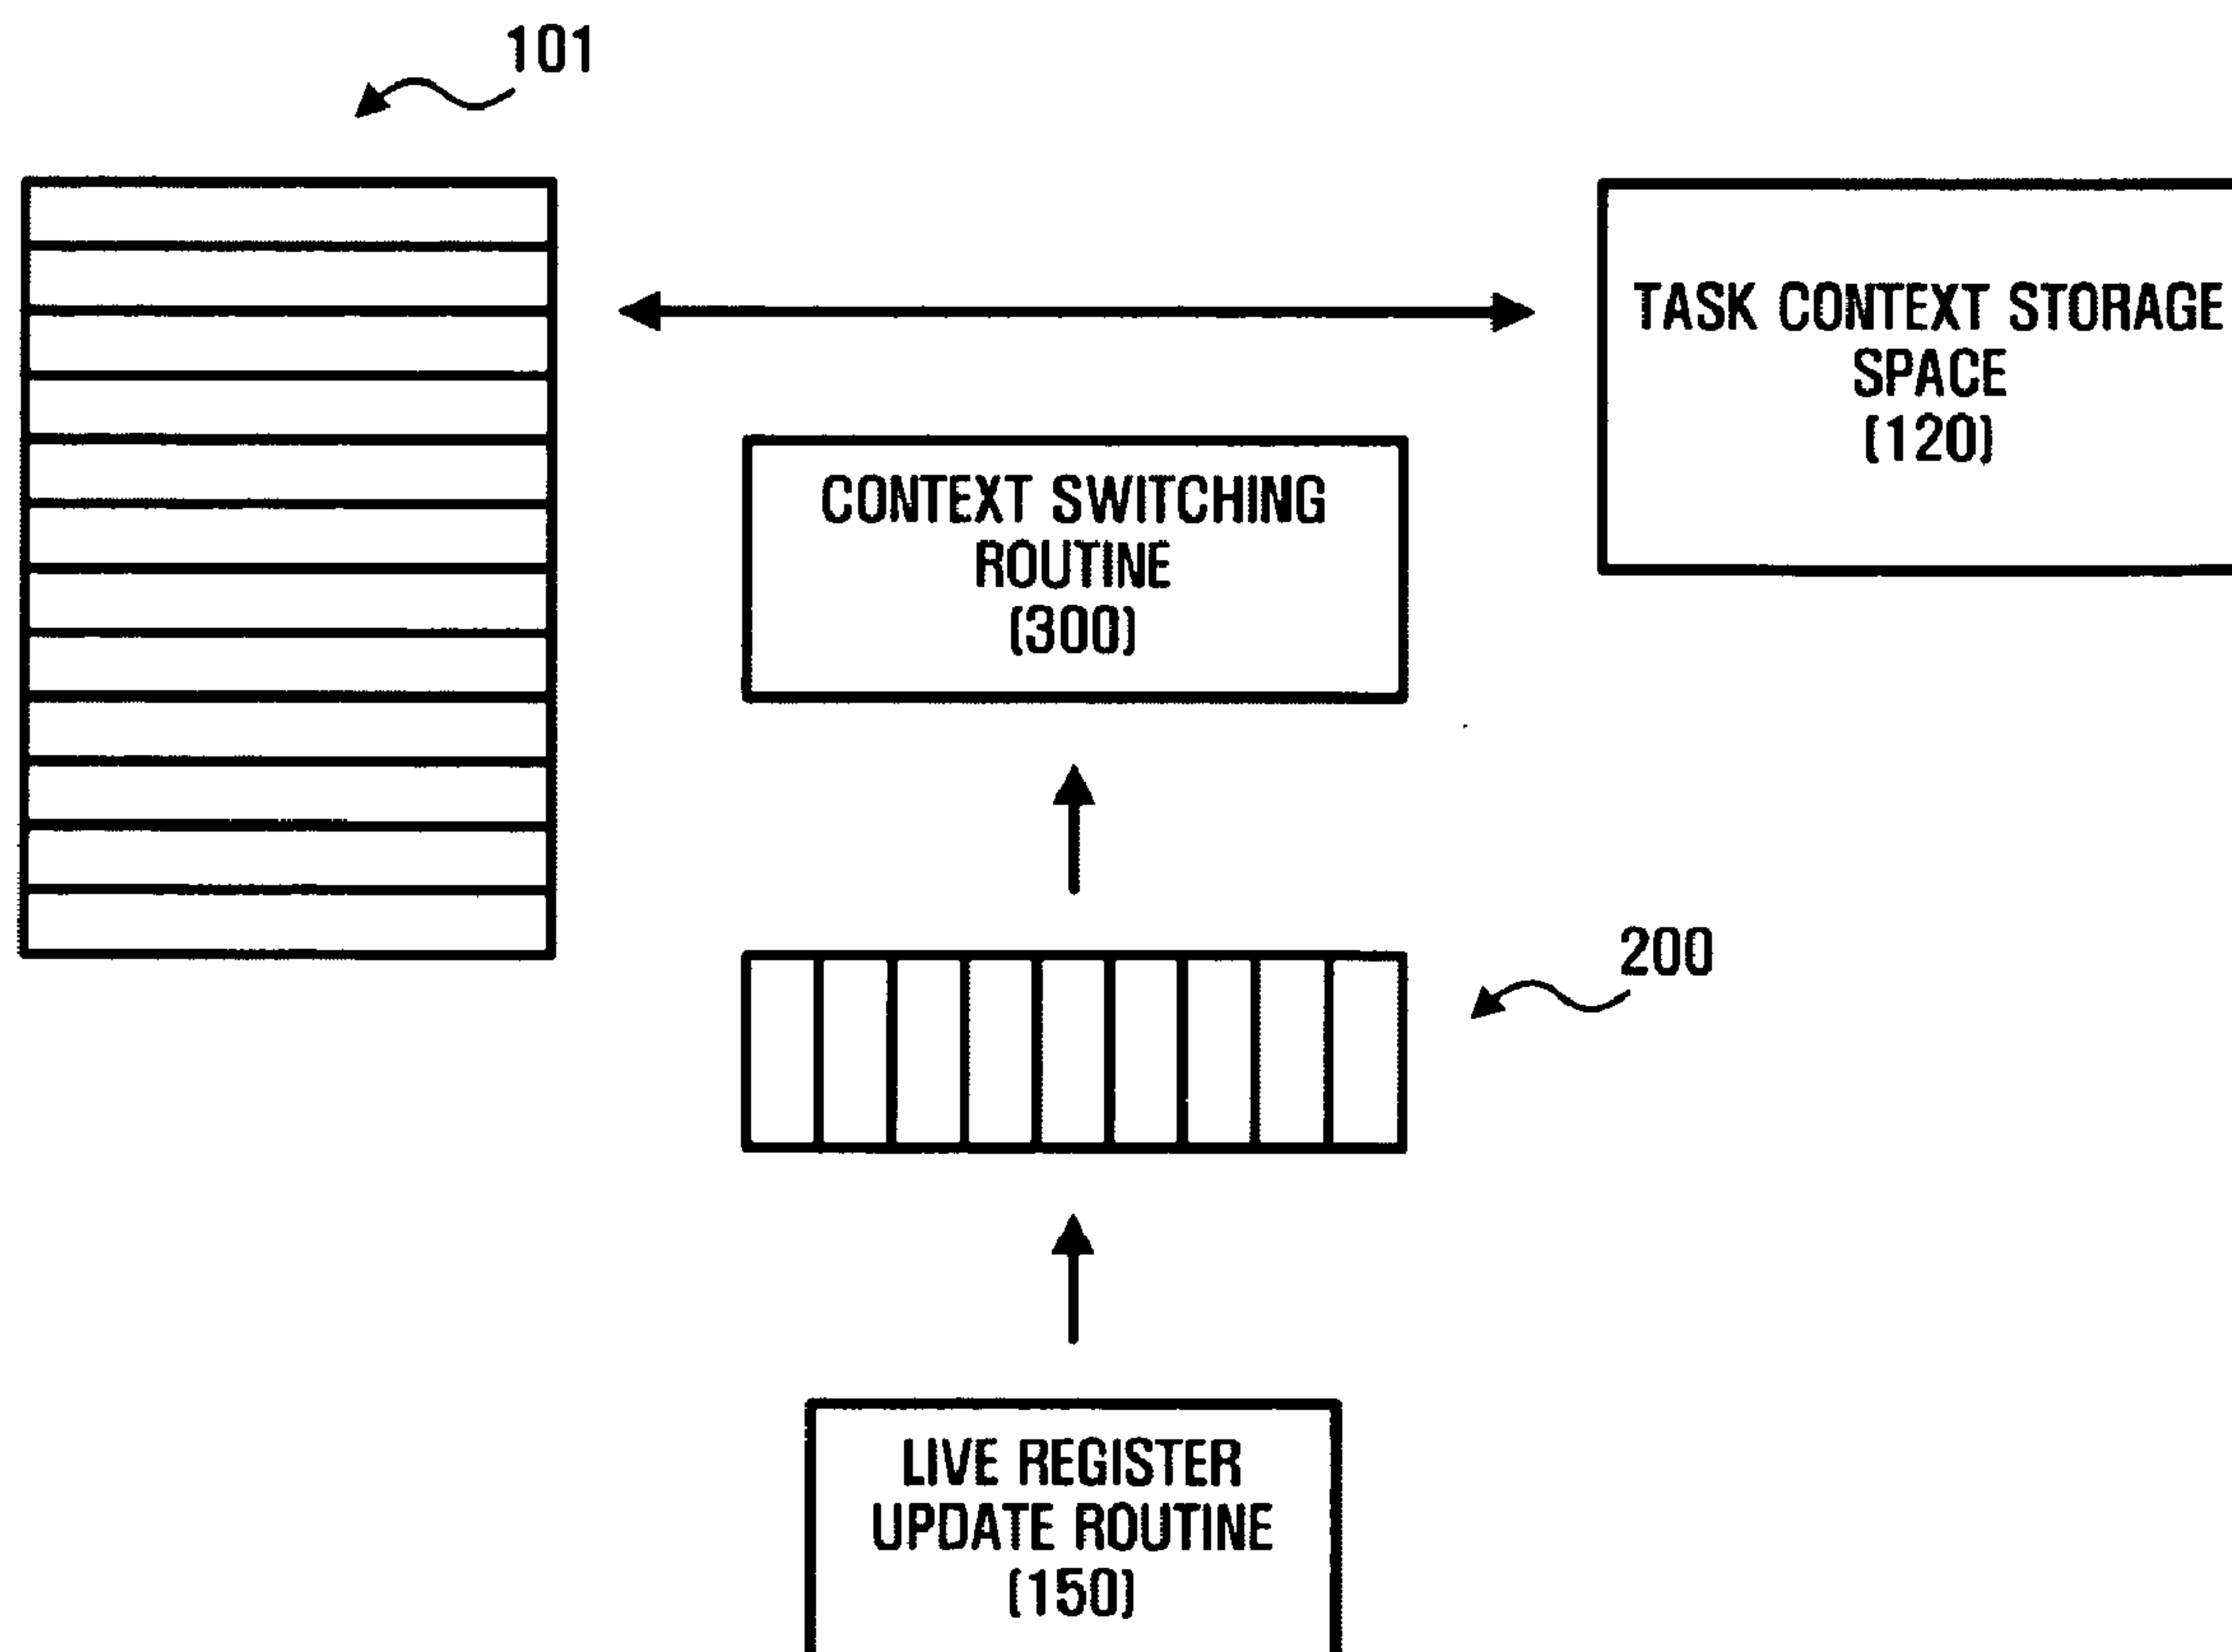 101
TASK CONTEXT STORAGE
SPACE
(120)
CONTEXT SWITCHING
ROUTINE
(300)
200
LIVE REGISTER
UPDATE ROUTINE
(150)